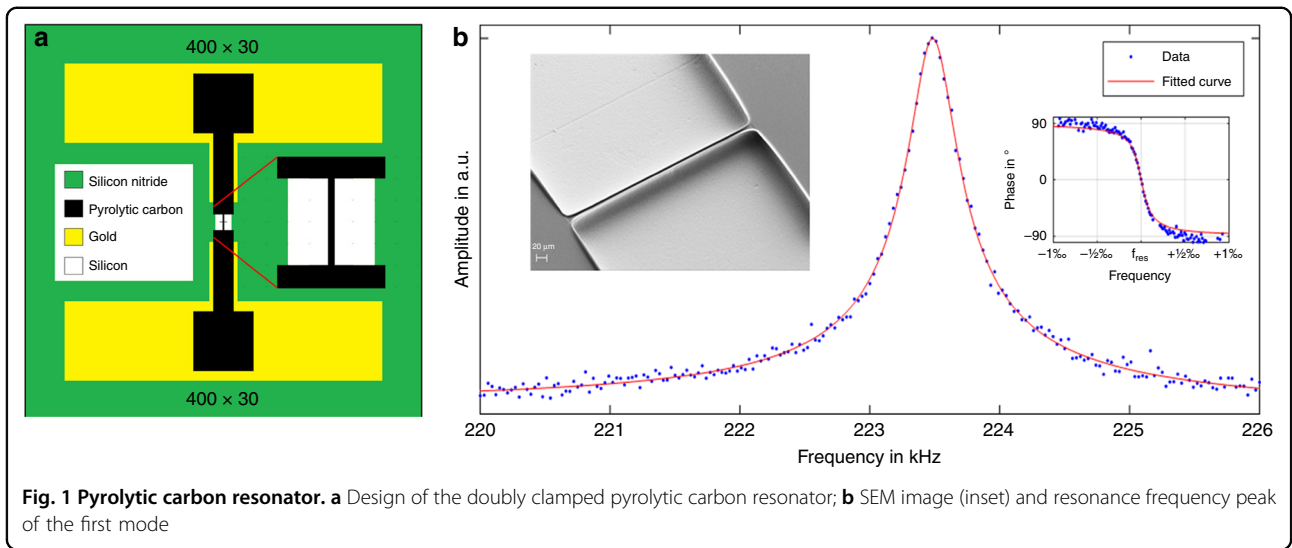 a
400 × 30
Silicon nitride
Pyrolytic carbon
Gold
Silicon
400 × 30
b
Amplitude in a.u.
20 µm
Data
Fitted curve
Phase in °
90
0
−90
−1‰ −½‰ fres +½‰ +1‰
Frequency
220 221 222 223 224 225 226
Frequency in kHz
Fig. 1 Pyrolytic carbon resonator. a Design of the doubly clamped pyrolytic carbon resonator; b SEM image (inset) and resonance frequency peak
of the first mode